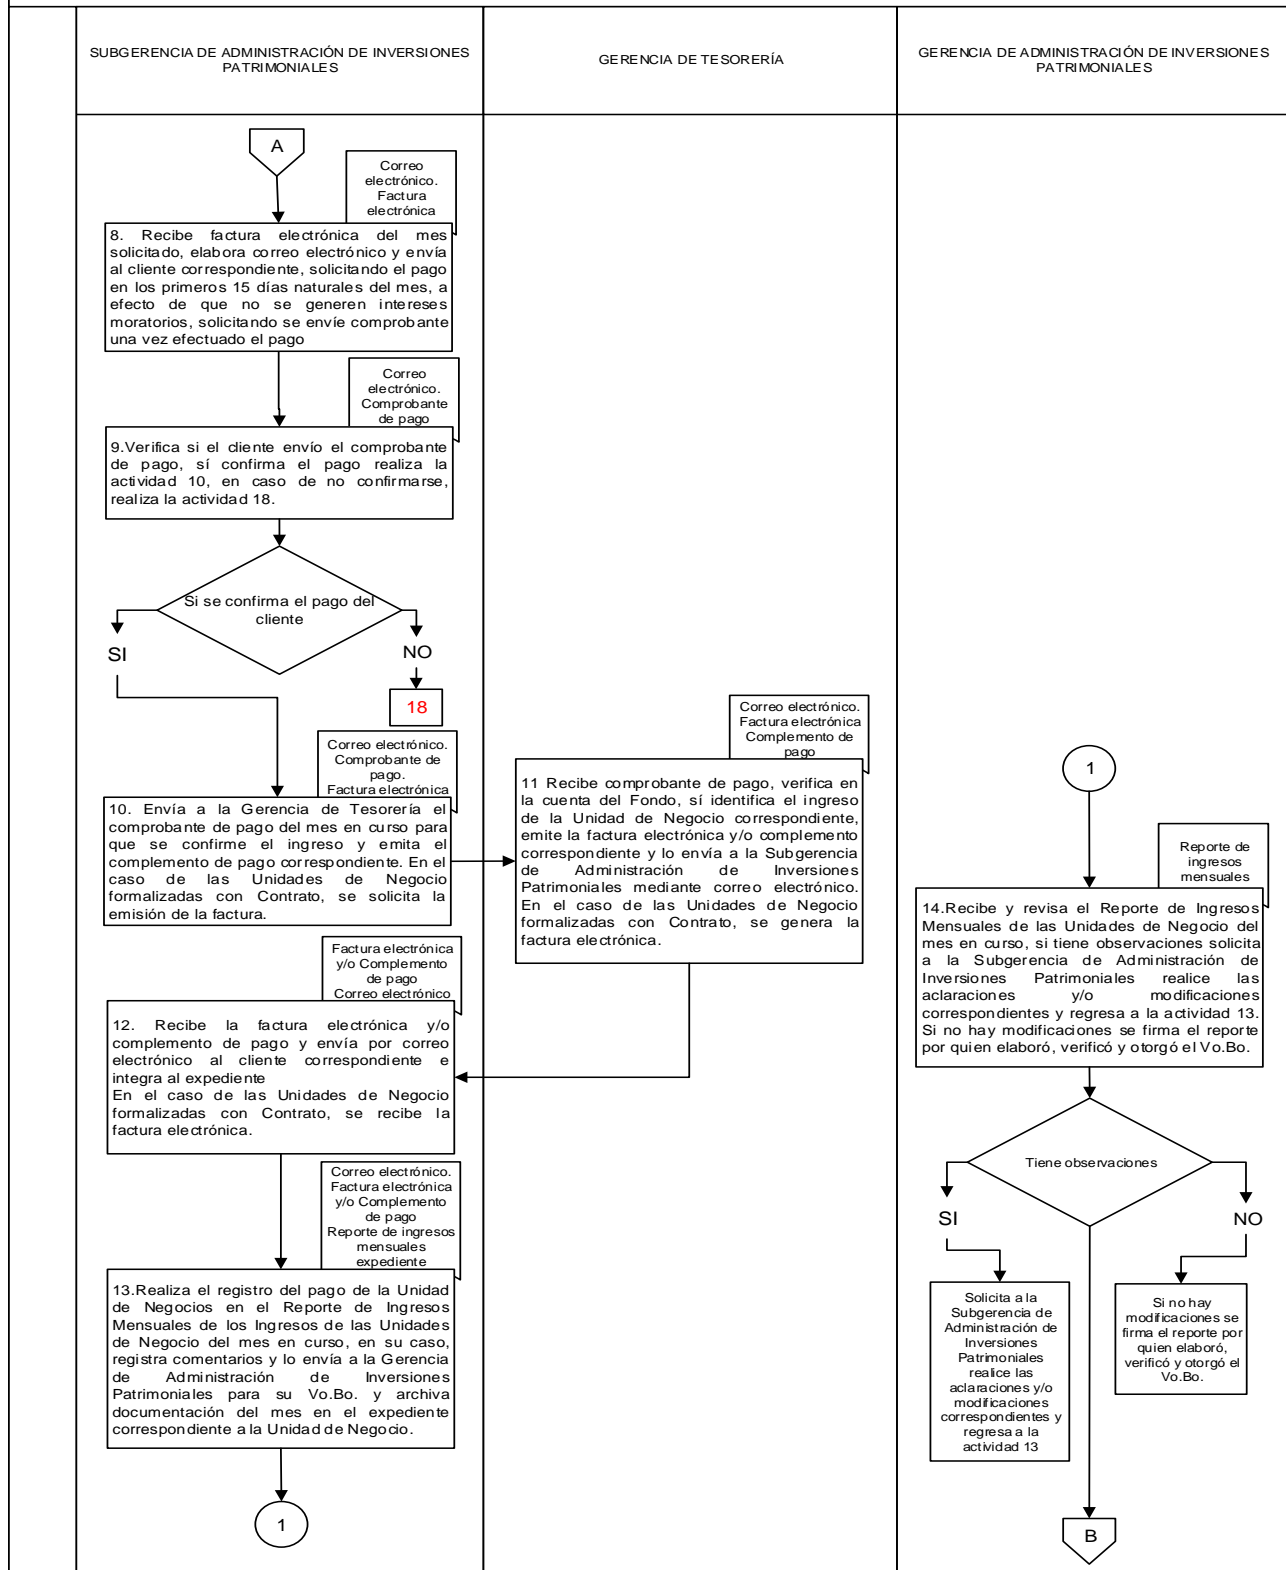 SUBGERENCIA DE ADMINISTRACIÓN DE INVERSIONES
PATRIMONIALES
GERENCIA DE TESORERÍA
GERENCIA DE ADMINISTRACIÓN DE INVERSIONES
PATRIMONIALES
A
Correo
electrónico.
Factura
electrónica
8. Recibe factura electrónica del mes
solicitado, elabora correo electrónico y envía
al cliente correspondiente, solicitando el pago
en los primeros 15 días naturales del mes, a
efecto de que no se generen intereses
moratorios, solicitando se envíe comprobante
una vez efectuado el pago
Correo
electrónico.
Comprobante
de pago
9.Verifica si el cliente envío el comprobante
de pago, sí confirma el pago realiza la
actividad 10, en caso de no confirmarse,
realiza la actividad 18.
Si se confirma el pago del
cliente
SI
NO
18
Correo electrónico.
Comprobante de
pago.
Factura electrónica
10. Envía a la Gerencia de Tesorería el
comprobante de pago del mes en curso para
que se confirme el ingreso y emita el
complemento de pago correspondiente. En el
caso de las Unidades de Negocio
formalizadas con Contrato, se solicita la
emisión de la factura.
Correo electrónico.
Factura electrónica
Complemento de
pago
11 Recibe comprobante de pago, verifica en
la cuenta del Fondo, sí identifica el ingreso
de la Unidad de Negocio correspondiente,
emite la factura electrónica y/o complemento
correspondiente y lo envía a la Subgerencia
de Administración de Inversiones
Patrimoniales mediante correo electrónico.
En el caso de las Unidades de Negocio
formalizadas con Contrato, se genera la
factura electrónica.
Factura electrónica
y/o Complemento
de pago
Correo electrónico
12. Recibe la factura electrónica y/o
complemento de pago y envía por correo
electrónico al cliente correspondiente e
integra al expediente
En el caso de las Unidades de Negocio
formalizadas con Contrato, se recibe la
factura electrónica.
Correo electrónico.
Factura electrónica
y/o Complemento
de pago
Reporte de ingresos
mensuales
expediente
13.Realiza el registro del pago de la Unidad
de Negocios en el Reporte de Ingresos
Mensuales de los Ingresos de las Unidades
de Negocio del mes en curso, en su caso,
registra comentarios y lo envía a la Gerencia
de Administración de Inversiones
Patrimoniales para su Vo.Bo. y archiva
documentación del mes en el expediente
correspondiente a la Unidad de Negocio.
1
1
Reporte de
ingresos
mensuales
14.Recibe y revisa el Reporte de Ingresos
Mensuales de las Unidades de Negocio del
mes en curso, si tiene observaciones solicita
a la Subgerencia de Administración de
Inversiones Patrimoniales realice las
aclaraciones y/o modificaciones
correspondientes y regresa a la actividad 13.
Si no hay modificaciones se firma el reporte
por quien elaboró, verificó y otorgó el Vo.Bo.
Tiene observaciones
SI
NO
Solicita a la
Subgerencia de
Administración de
Inversiones
Patrimoniales
realice las
aclaraciones y/o
modificaciones
correspondientes y
regresa a la
actividad 13
Si no hay
modificaciones se
firma el reporte por
quien elaboró,
verificó y otorgó el
Vo.Bo.
B